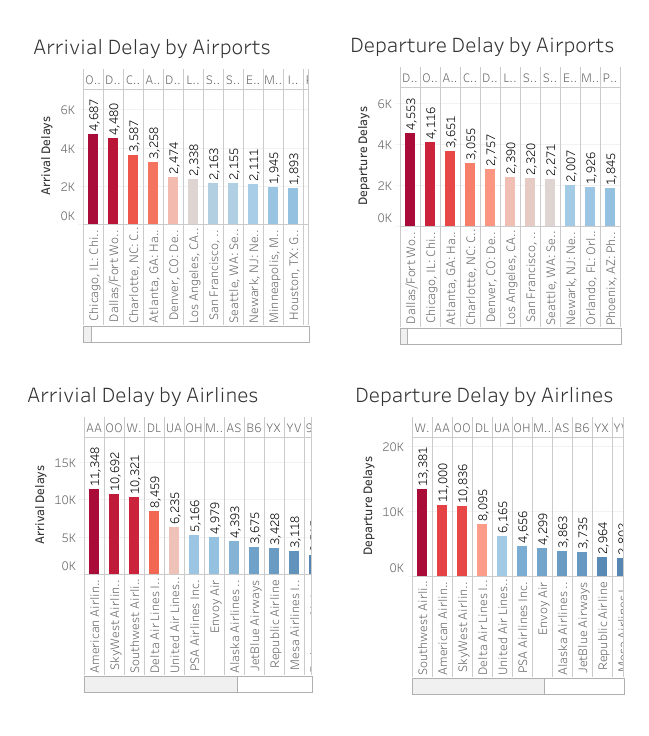 Arrivial Delay by Airports
O.. D.. C.. A.. D.. L.. S.. S.. E.. M.. I..
Arrival Delays
6K
4K
2K
0K
4,687
4,480
3,587
3,258
2,474
2,338
2,163
2,155
2,111
1,945
1,893
Chicago, IL: Chi..
Dallas/Fort Wo..
Charlotte, NC: C..
Atlanta, GA: Ha..
Denver, CO: De..
Los Angeles, CA..
San Francisco, ..
Seattle, WA: Se..
Newark, NJ: Ne..
Minneapolis, M..
Houston, TX: G..
Departure Delay by Airports
D.. O.. A.. C.. D.. L.. S.. S.. E.. M.. P..
Departure Delays
6K
4K
2K
0K
4,553
4,116
3,651
3,055
2,757
2,390
2,320
2,271
2,007
1,926
1,845
Dallas/Fort Wo..
Chicago, IL: Chi..
Atlanta, GA: Ha..
Charlotte, NC: C..
Denver, CO: De..
Los Angeles, CA..
San Francisco, ..
Seattle, WA: Se..
Newark, NJ: Ne..
Orlando, FL: Orl..
Phoenix, AZ: Ph..
Arrivial Delay by Airlines
AA OO W. DL UA OH M.. AS B6 YX YV 9
Arrival Delays
15K
10K
5K
0K
11,348
10,692
10,321
8,459
6,235
5,166
4,979
4,393
3,675
3,428
3,118
American Airlin..
SkyWest Airlin..
Southwest Airli..
Delta Air Lines I..
United Air Lines..
PSA Airlines Inc.
Envoy Air
Alaska Airlines ..
JetBlue Airways
Republic Airline
Mesa Airlines I..
Departure Delay by Airlines
W. AA OO DL UA OH M.. AS B6 YX YV
Departure Delays
20K
10K
0K
13,381
11,000
10,836
8,095
6,165
4,656
4,299
3,863
3,735
2,964
Southwest Airli..
American Airlin..
SkyWest Airlin..
Delta Air Lines I..
United Air Lines..
PSA Airlines Inc.
Envoy Air
Alaska Airlines ..
JetBlue Airways
Republic Airline
Mesa Airlines I..